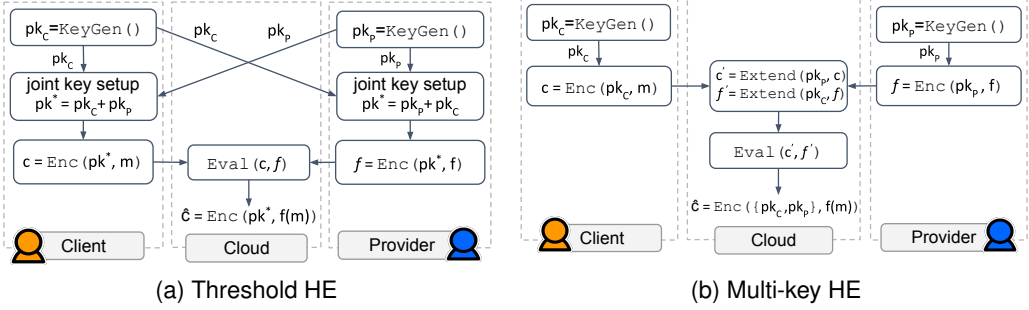 pk_C=KeyGen()
pk_C
pk_P
pk_P=KeyGen()
pk_C
pk_P
joint key setup
pk* = pk_C + pk_P
joint key setup
pk* = pk_P + pk_C
c = Enc(pk*, m)
Eval(c, f)
f = Enc(pk*, f)
ĉ = Enc(pk*, f(m))
Client
Cloud
Provider
(a) Threshold HE
pk_C=KeyGen()
pk_P=KeyGen()
pk_C
pk_P
c = Enc(pk_C, m)
c′ = Extend(pk_P, c)
f′ = Extend(pk_C, f)
f = Enc(pk_P, f)
Eval(c′, f′)
ĉ = Enc({pk_C,pk_P}, f(m))
Client
Cloud
Provider
(b) Multi-key HE